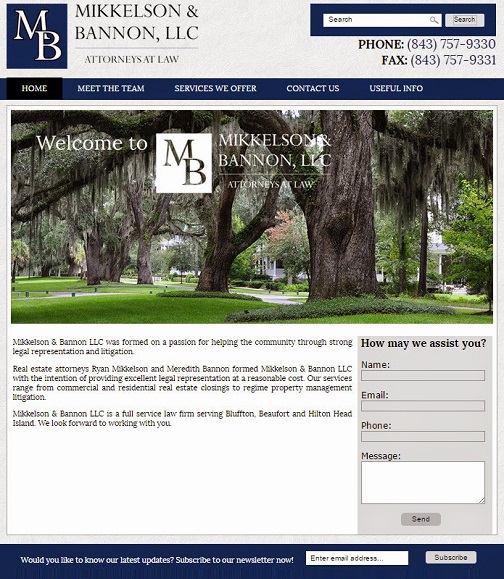 MB
MIKKELSON &
BANNON, LLC
ATTORNEYS AT LAW
Search
Search
PHONE: (843) 757-9330
FAX: (843) 757-9331
HOME
MEET THE TEAM
SERVICES WE OFFER
CONTACT US
USEFUL INFO
Welcome to
MB
MIKKELSON &
BANNON, LLC
ATTORNEYS AT LAW
Mikkelson & Bannon LLC was formed on a passion for helping the community through strong
legal representation and litigation.
Real estate attorneys Ryan Mikkelson and Meredith Bannon formed Mikkelson & Bannon LLC
with the intention of providing excellent legal representation at a reasonable cost. Our services
range from commercial and residential real estate closings to regime property management
litigation.
Mikkelson & Bannon LLC is a full service law firm serving Bluffton, Beaufort and Hilton Head
Island. We look forward to working with you.
How may we assist you?
Name:
Email:
Phone:
Message:
Send
Would you like to know our latest updates? Subscribe to our newsletter now!
Enter email address...
Subscribe